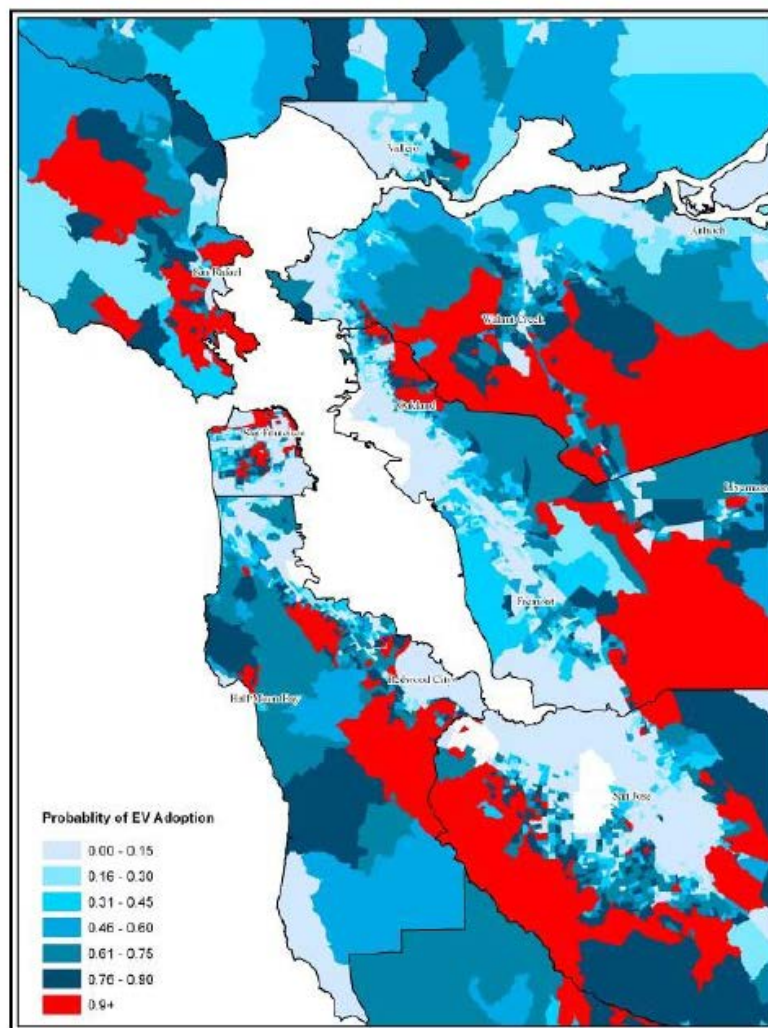 Vallejo
Antioch
San Rafael
Walnut Creek
Oakland
San Francisco
Fremont
Redwood City
Half Moon Bay
San Jose
Probablity of EV Adoption
0.00 - 0.15
0.16 - 0.30
0.31 - 0.45
0.46 - 0.60
0.61 - 0.75
0.76 - 0.90
0.9+